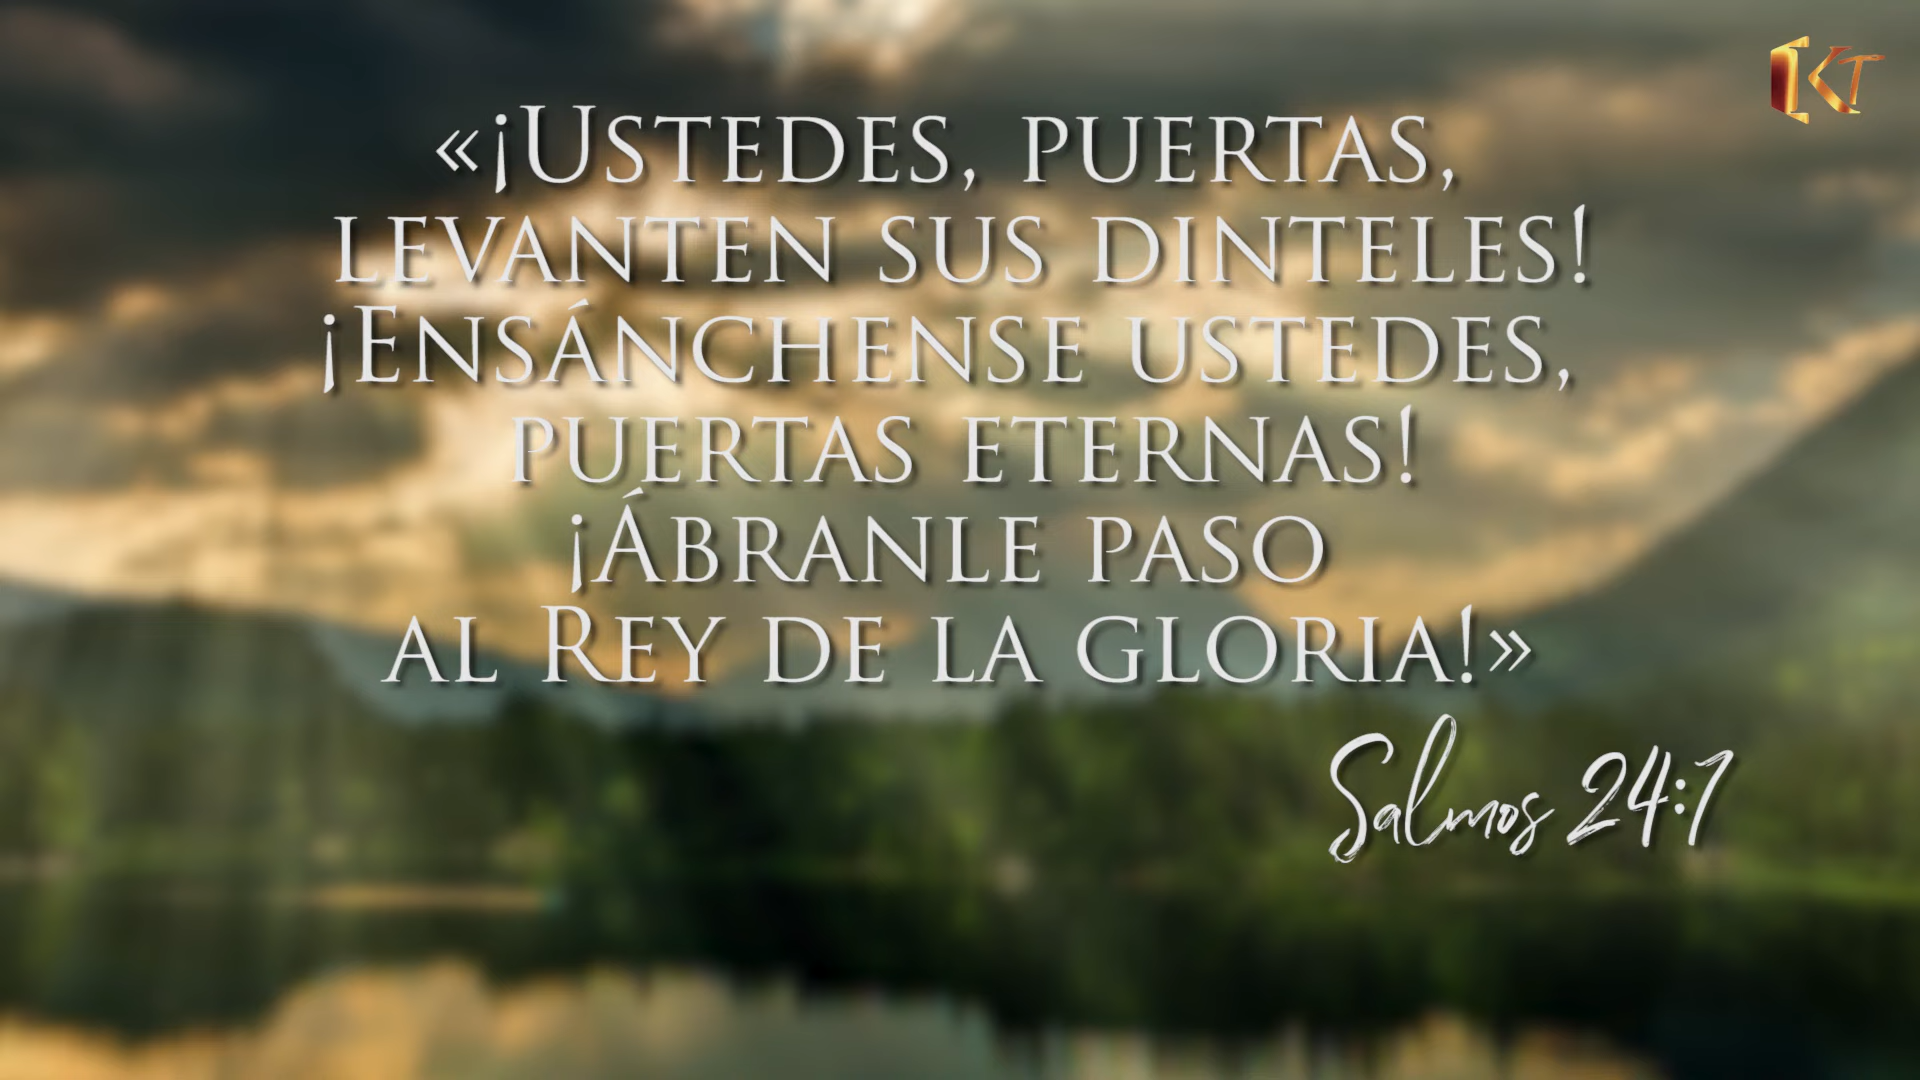 KT
«¡Ustedes, puertas,
levanten sus dinteles!
¡Ensánchense ustedes,
puertas eternas!
¡Ábranle paso
al Rey de la gloria!»
Salmos 24:7